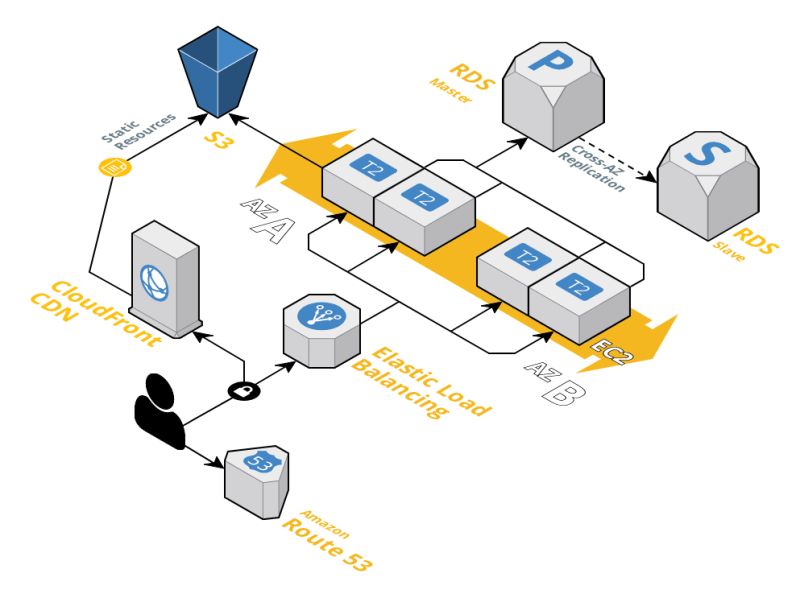 S3
Static
Resources
RDS
Master
P
Cross-AZ
Replication
S
RDS
Slave
T2
T2
AZ A
T2
T2
EC2
AZ B
CloudFront
CDN
Elastic Load
Balancing
53
Amazon
Route 53